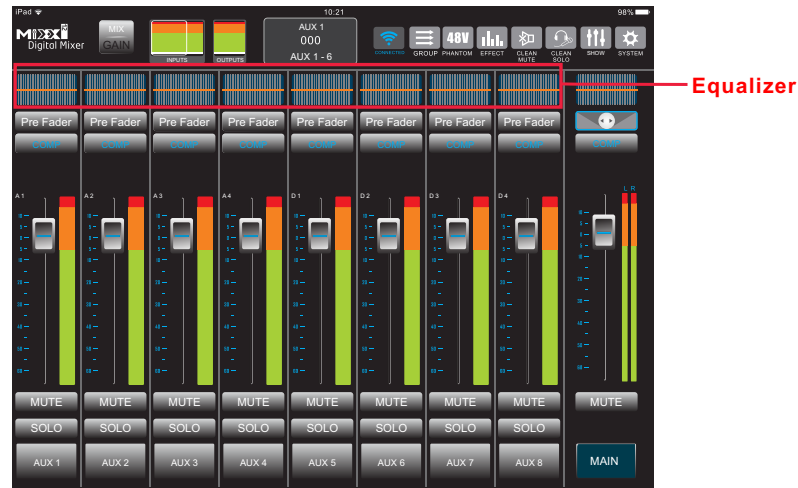 iPad 10:21 98%
MIXXi
Digital Mixer
MIX
GAIN
INPUTS
OUTPUTS
AUX 1
000
AUX 1 - 6
CONNECTED
GROUP
48V
PHANTOM
EFFECT
CLEAN
MUTE
CLEAN
SOLO
SHOW
SYSTEM
Equalizer
Pre Fader Pre Fader Pre Fader Pre Fader Pre Fader Pre Fader Pre Fader Pre Fader
COMP COMP COMP COMP COMP COMP COMP COMP COMP
A 1 A 2 A 3 A 4 D 1 D 2 D 3 D 4 L R
MUTE MUTE MUTE MUTE MUTE MUTE MUTE MUTE MUTE
SOLO SOLO SOLO SOLO SOLO SOLO SOLO SOLO
AUX 1 AUX 2 AUX 3 AUX 4 AUX 5 AUX 6 AUX 7 AUX 8 MAIN